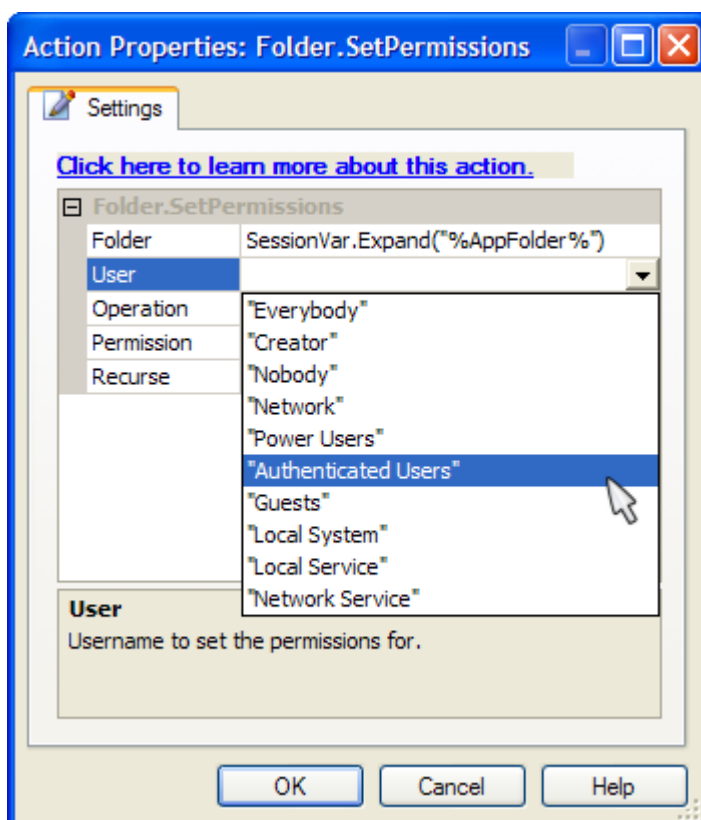 Action Properties: Folder.SetPermissions
Settings
Click here to learn more about this action.
Folder.SetPermissions
Folder SessionVar.Expand("%AppFolder%")
User
Operation
Permission
Recurse
"Everybody"
"Creator"
"Nobody"
"Network"
"Power Users"
"Authenticated Users"
"Guests"
"Local System"
"Local Service"
"Network Service"
User
Username to set the permissions for.
OK Cancel Help